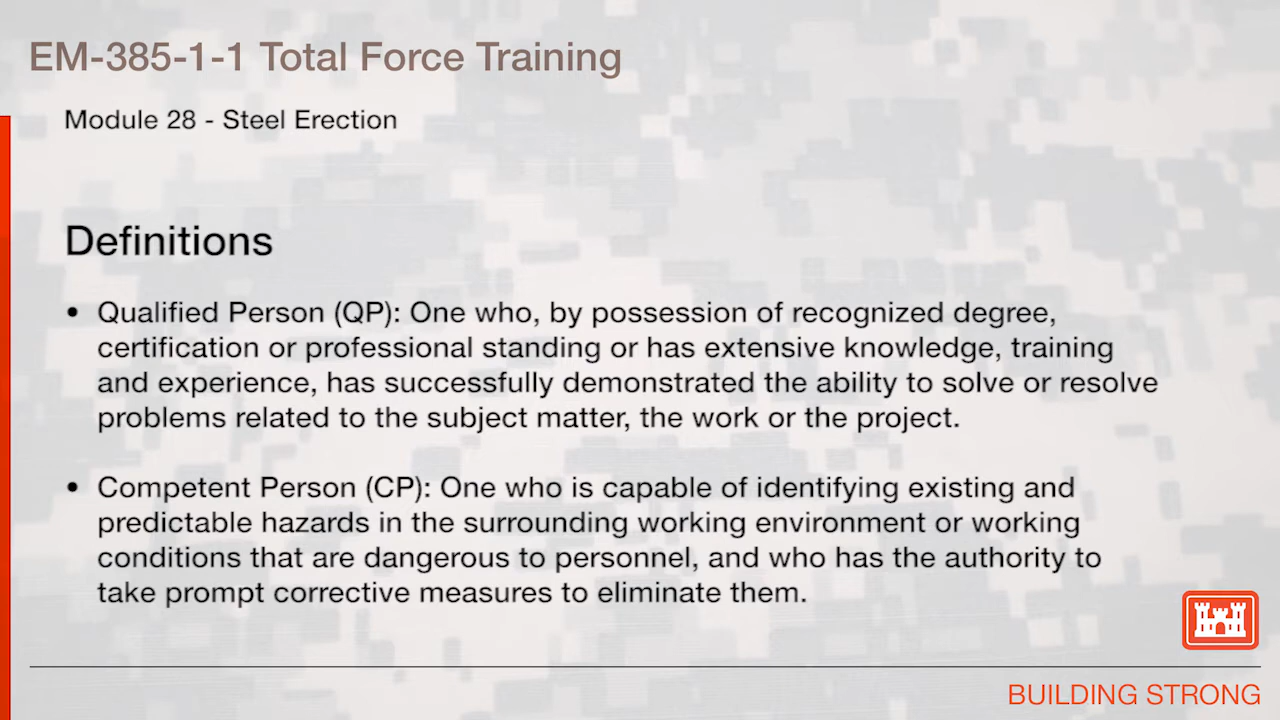 EM-385-1-1 Total Force Training
Module 28 - Steel Erection
Definitions
• Qualified Person (QP): One who, by possession of recognized degree,
certification or professional standing or has extensive knowledge, training
and experience, has successfully demonstrated the ability to solve or resolve
problems related to the subject matter, the work or the project.
• Competent Person (CP): One who is capable of identifying existing and
predictable hazards in the surrounding working environment or working
conditions that are dangerous to personnel, and who has the authority to
take prompt corrective measures to eliminate them.
BUILDING STRONG